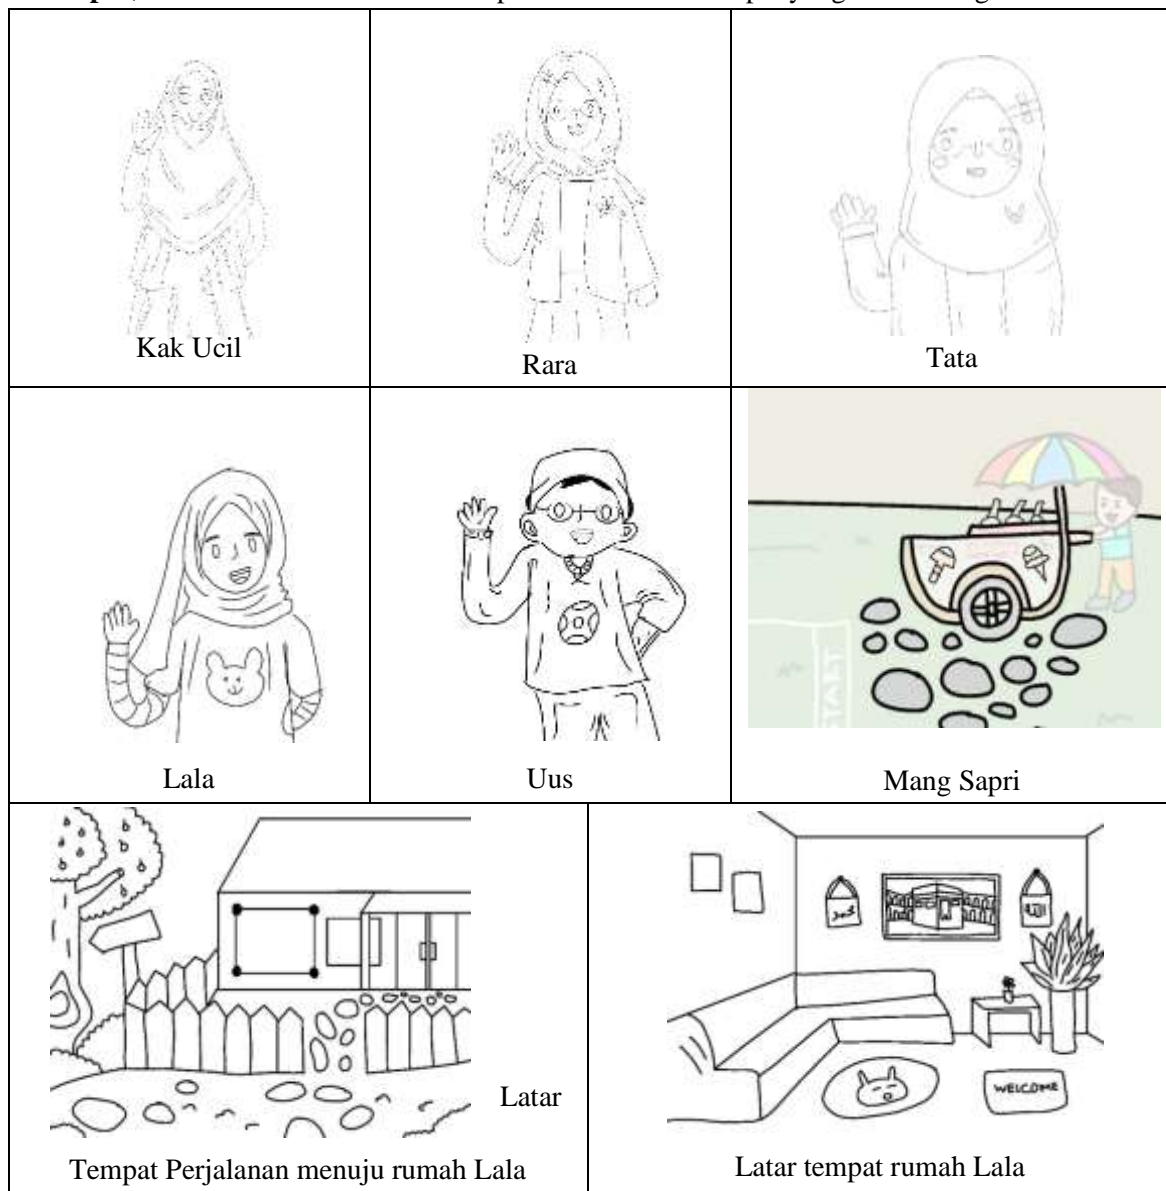 Kak Ucil
Rara
Tata
Lala
Uus
START
Mang Sapri
WELCOME
Latar
Tempat Perjalanan menuju rumah Lala
Latar tempat rumah Lala